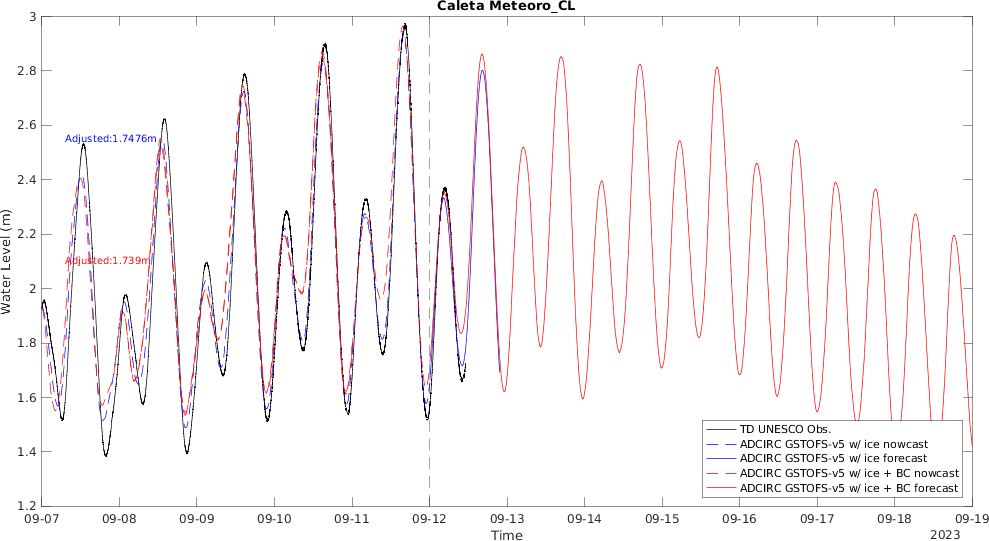 Caleta Meteoro_CL
3
2.8
2.6
2.4
2.2
2
1.8
1.6
1.4
1.2
Water Level (m)
Adjusted:1.7476m
Adjusted:1.739m
TD UNESCO Obs.
ADCIRC GSTOFS-v5 w/ ice nowcast
ADCIRC GSTOFS-v5 w/ ice forecast
ADCIRC GSTOFS-v5 w/ ice + BC nowcast
ADCIRC GSTOFS-v5 w/ ice + BC forecast
09-07 09-08 09-09 09-10 09-11 09-12 09-13 09-14 09-15 09-16 09-17 09-18 09-19
Time
2023